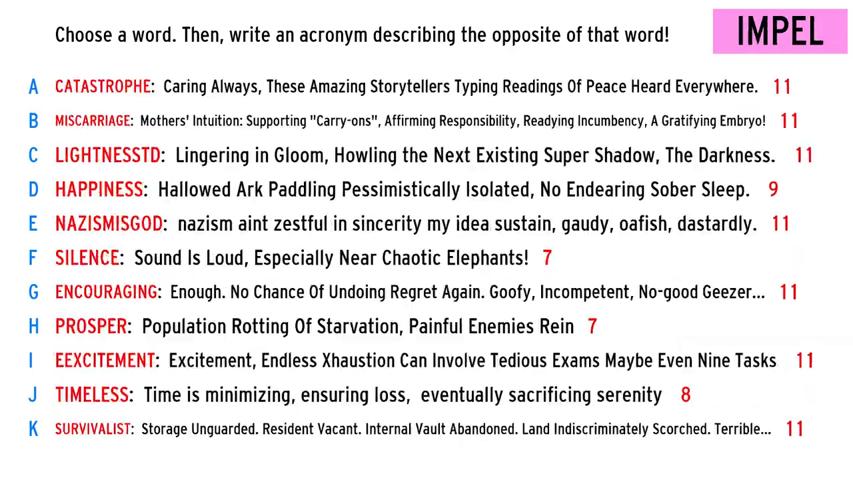 Choose a word. Then, write an acronym describing the opposite of that word!
IMPEL
A CATASTROPHE: Caring Always, These Amazing Storytellers Typing Readings Of Peace Heard Everywhere. 11
B MISCARRIAGE: Mothers' Intuition: Supporting "Carry-ons", Affirming Responsibility, Readying Incumbency, A Gratifying Embryo! 11
C LIGHTNESSTD: Lingering in Gloom, Howling the Next Existing Super Shadow, The Darkness. 11
D HAPPINESS: Hallowed Ark Paddling Pessimistically Isolated, No Endearing Sober Sleep. 9
E NAZISMISGOD: nazism aint zestful in sincerity my idea sustain, gaudy, oafish, dastardly. 11
F SILENCE: Sound Is Loud, Especially Near Chaotic Elephants! 7
G ENCOURAGING: Enough. No Chance Of Undoing Regret Again. Goofy, Incompetent, No-good Geezer... 11
H PROSPER: Population Rotting Of Starvation, Painful Enemies Rein 7
I EEXCITEMENT: Excitement, Endless Xhaustion Can Involve Tedious Exams Maybe Even Nine Tasks 11
J TIMELESS: Time is minimizing, ensuring loss, eventually sacrificing serenity 8
K SURVIVALIST: Storage Unguarded. Resident Vacant. Internal Vault Abandoned. Land Indiscriminately Scorched. Terrible... 11